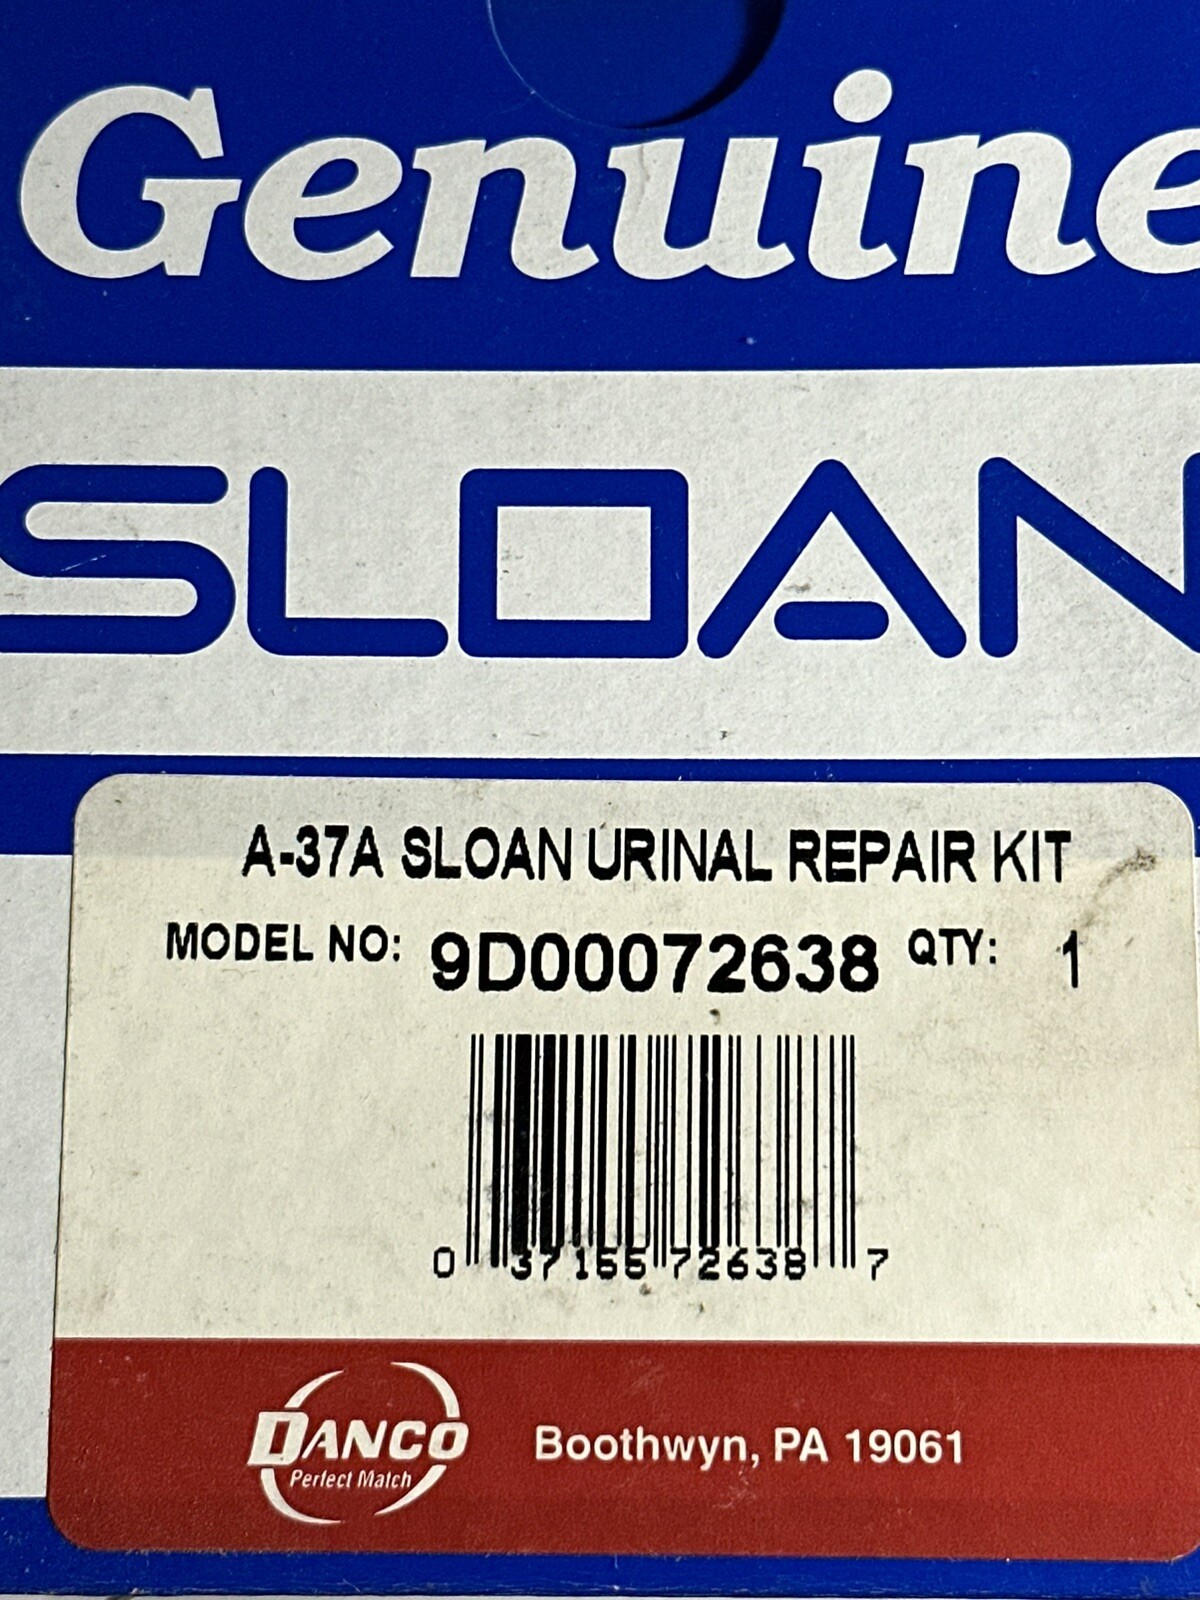 Genuine
SLOAN
A-37A SLOAN URINAL REPAIR KIT
MODEL NO: 9D00072638 QTY: 1
0 37155 72638 7
DANCO
Perfect Match
Boothwyn, PA 19061